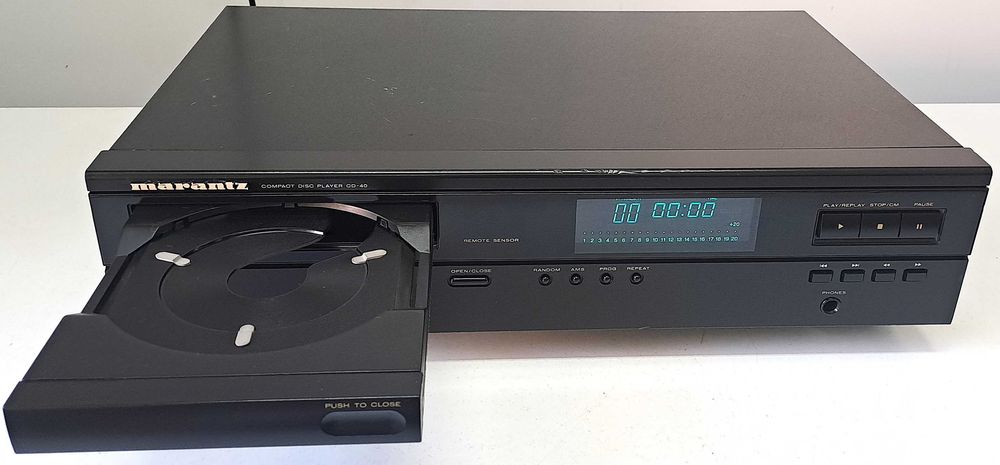 marantz COMPACT DISC PLAYER CD-40
00 00:00
+20
1 2 3 4 5 6 7 8 9 10 11 12 13 14 15 16 17 18 19 20
REMOTE SENSOR
PLAY/REPLAY STOP/CM PAUSE
OPEN/CLOSE
RANDOM AMS PROG REPEAT
PHONES
PUSH TO CLOSE